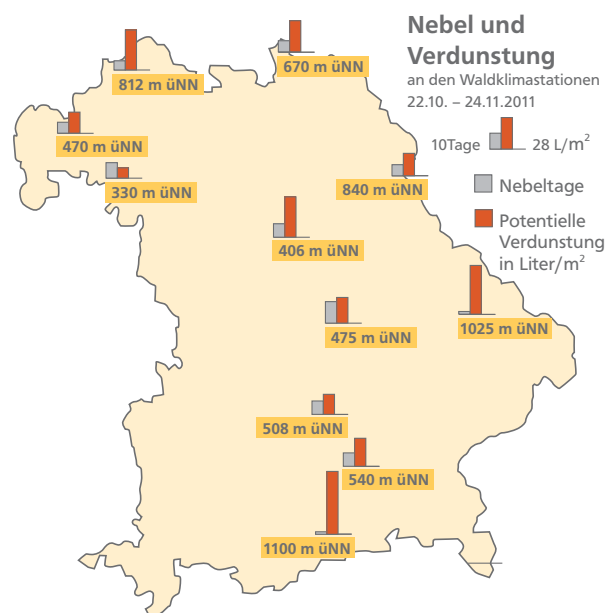 Nebel und
Verdunstung
an den Waldklimastationen
22.10. – 24.11.2011
10Tage 28 L/m²
Nebeltage
Potentielle
Verdunstung
in Liter/m²
670 m üNN
812 m üNN
470 m üNN
330 m üNN
840 m üNN
406 m üNN
1025 m üNN
475 m üNN
508 m üNN
540 m üNN
1100 m üNN